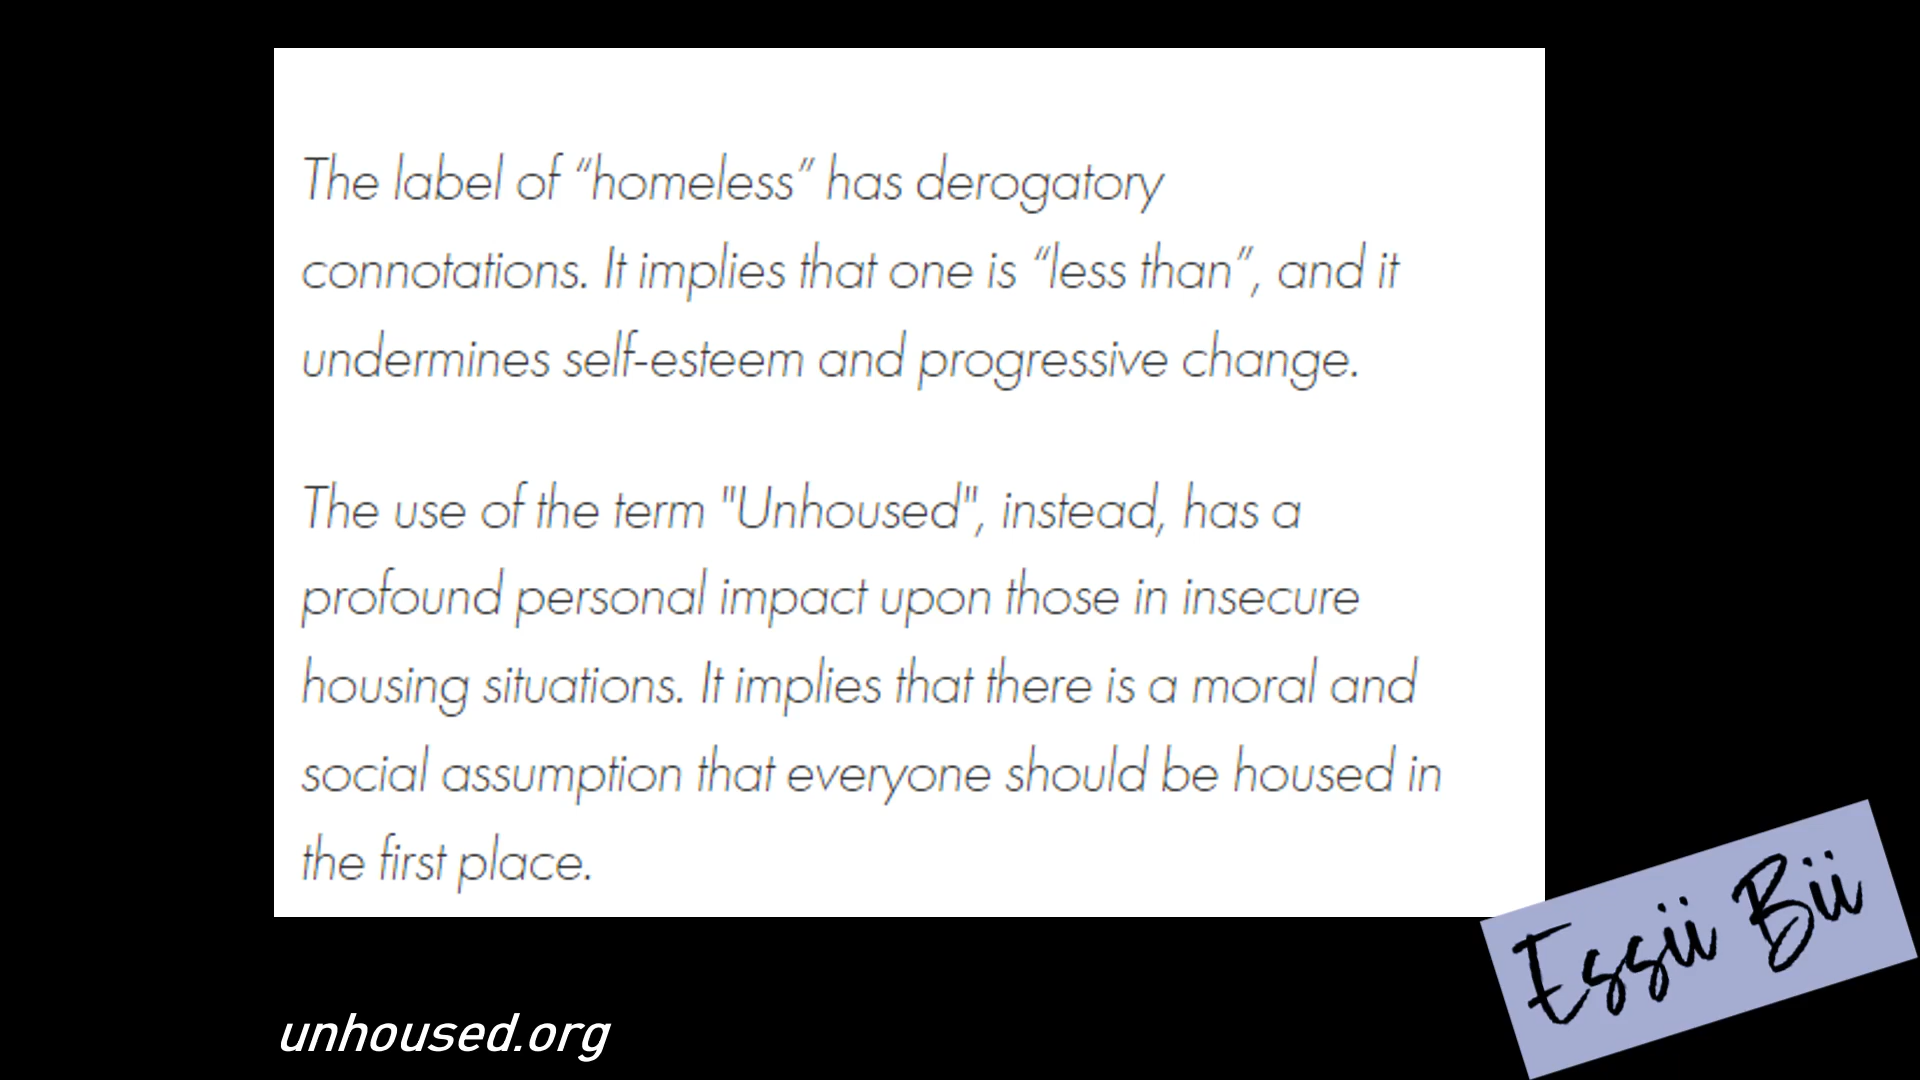 The label of “homeless” has derogatory
connotations. It implies that one is “less than”, and it
undermines self-esteem and progressive change.
The use of the term "Unhoused", instead, has a
profound personal impact upon those in insecure
housing situations. It implies that there is a moral and
social assumption that everyone should be housed in
the first place.
Essii Bii
unhoused.org